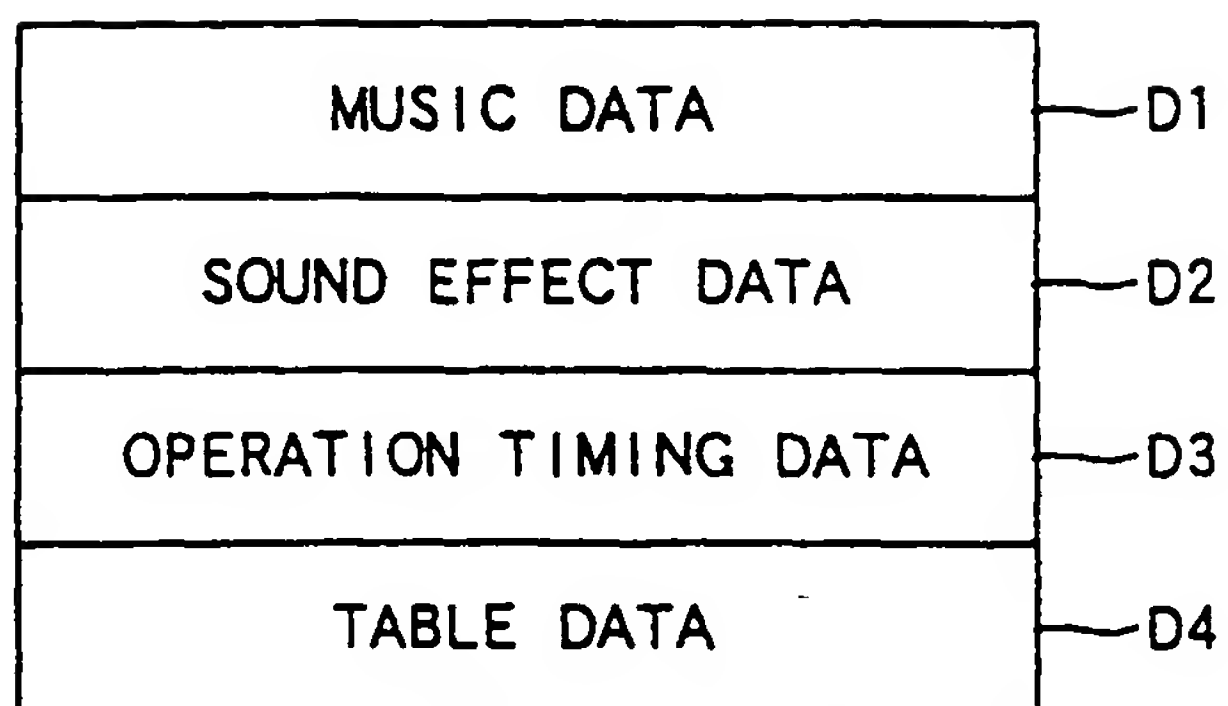 MUSIC DATA D1
SOUND EFFECT DATA D2
OPERATION TIMING DATA D3
TABLE DATA D4